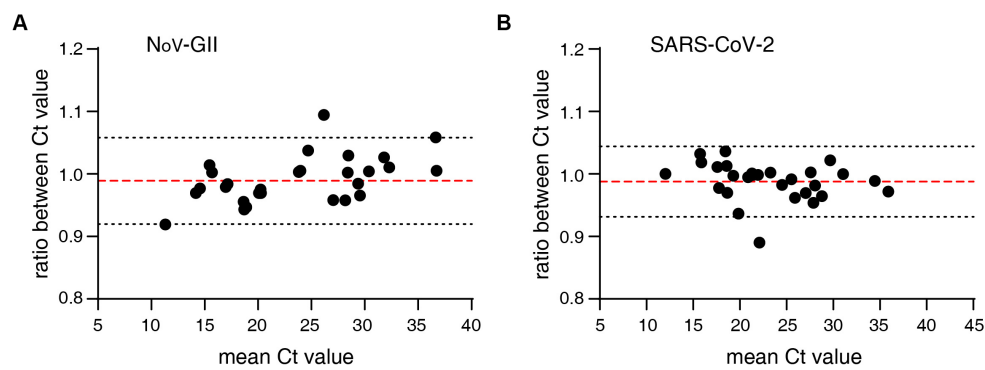 A
NoV-GII
ratio between Ct value
1.2
1.1
1.0
0.9
0.8
5 10 15 20 25 30 35 40
mean Ct value
B
SARS-CoV-2
ratio between Ct value
1.2
1.1
1.0
0.9
0.8
5 10 15 20 25 30 35 40 45
mean Ct value